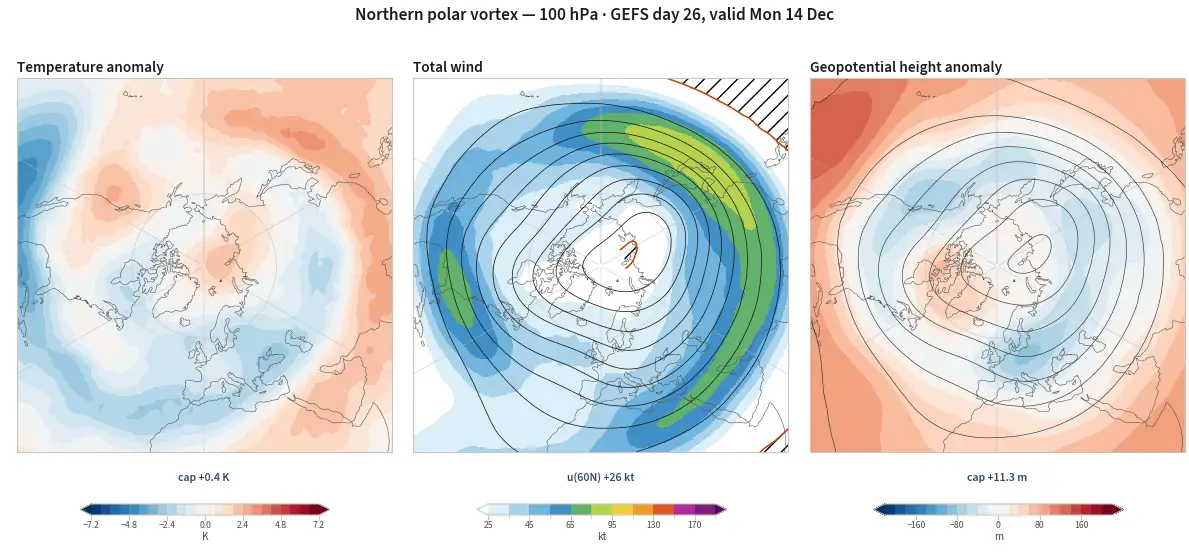 Northern polar vortex — 100 hPa · GEFS day 26, valid Mon 14 Dec
Temperature anomaly
Total wind
Geopotential height anomaly
cap +0.4 K
u(60N) +26 kt
cap +11.3 m
−7.2 −4.8 −2.4 0.0 2.4 4.8 7.2
K
25 45 65 95 130 170
kt
−160 −80 0 80 160
m